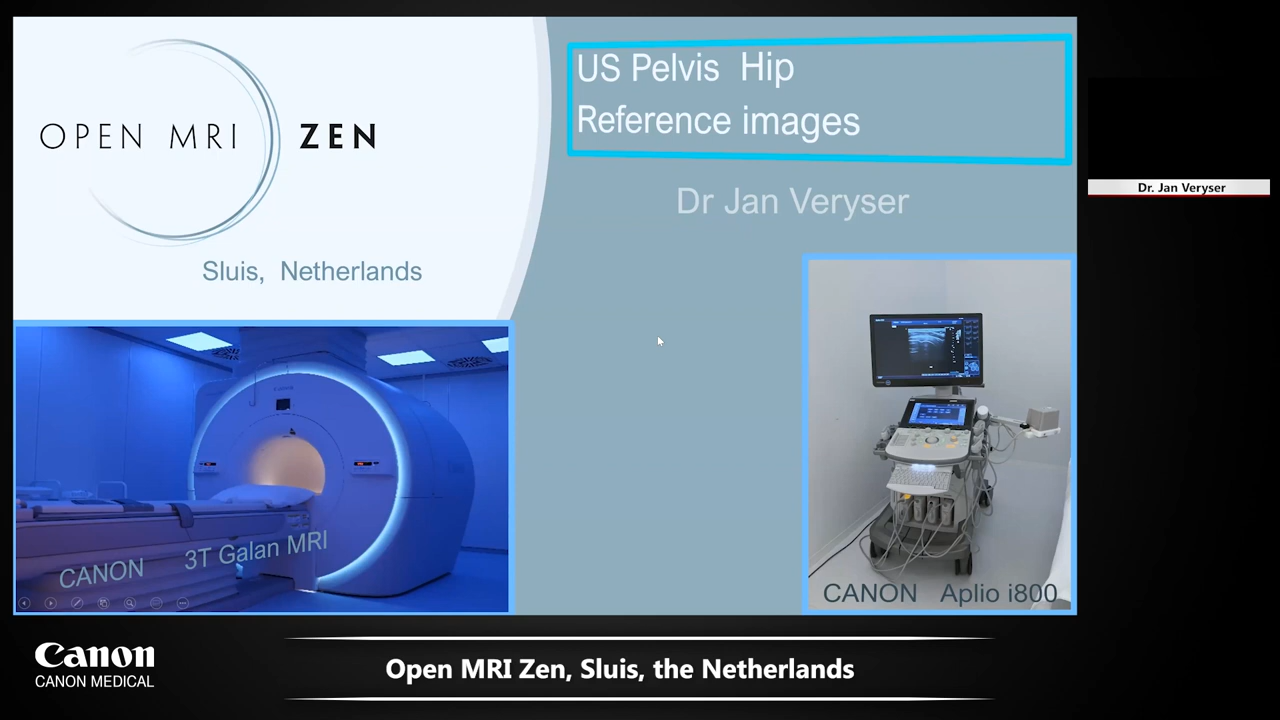 US Pelvis Hip
Reference images
OPEN MRI ZEN
Dr Jan Veryser
Dr. Jan Veryser
Sluis, Netherlands
CANON 3T Galan MRI
CANON Aplio i800
Canon
CANON MEDICAL
Open MRI Zen, Sluis, the Netherlands